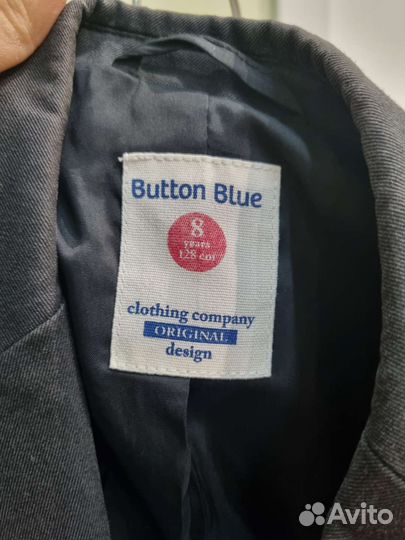 Button Blue
8
years
128 cm
clothing company
ORIGINAL
design
Avito